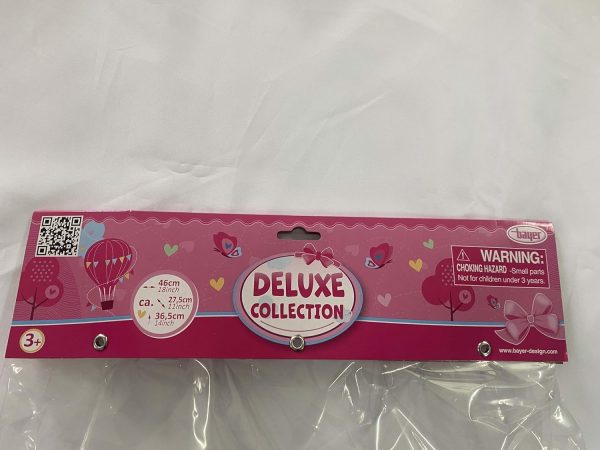 bayer
46cm
18inch
ca.
27,5cm
11inch
36,5cm
14inch
3+
DELUXE
COLLECTION
WARNING:
CHOKING HAZARD -Small parts
Not for children under 3 years.
www.bayer-design.com